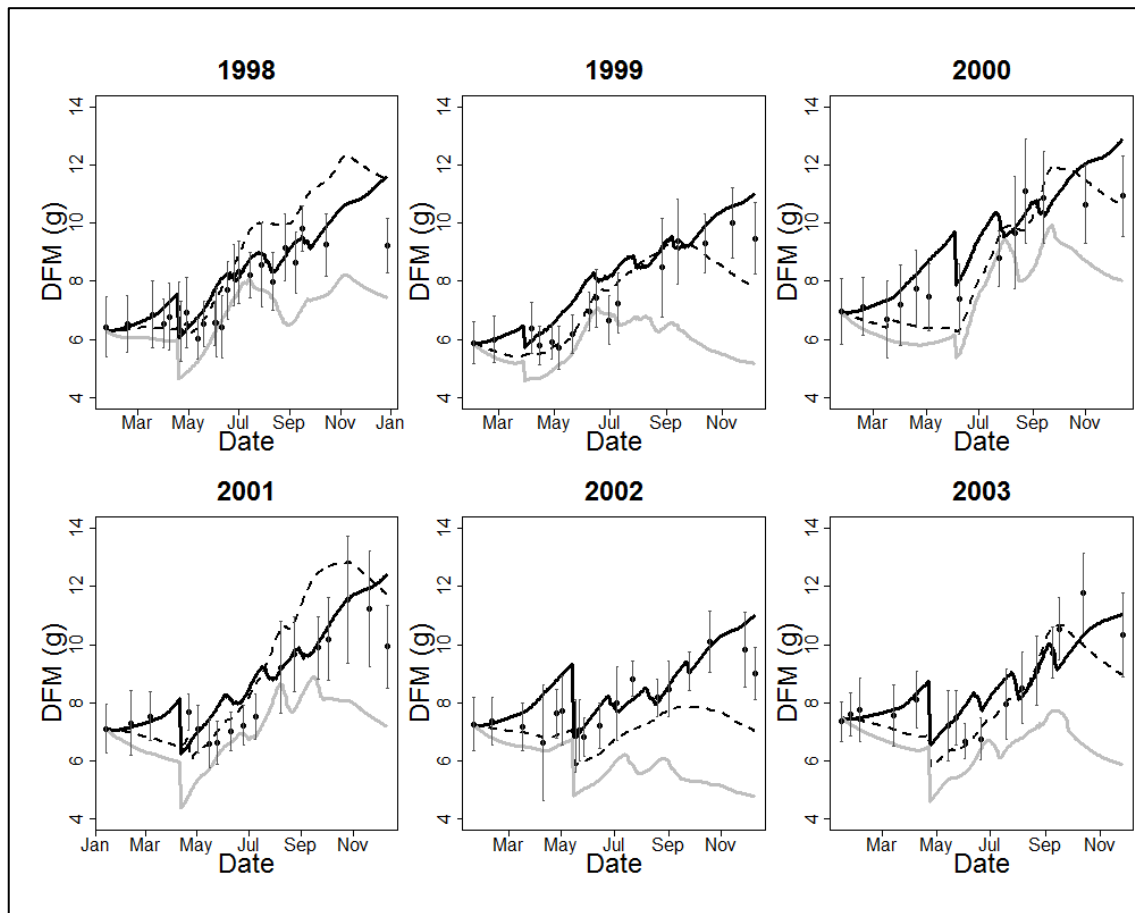 1998 1999 2000
DFM (g) 14 12 10 8 6 4
DFM (g) 14 12 10 8 6 4
DFM (g) 14 12 10 8 6 4
Mar May Jul Sep Nov Jan
Mar May Jul Sep Nov
Mar May Jul Sep Nov
Date Date Date
2001 2002 2003
DFM (g) 14 12 10 8 6 4
DFM (g) 14 12 10 8 6 4
DFM (g) 14 12 10 8 6 4
Jan Mar May Jul Sep Nov
Mar May Jul Sep Nov
Mar May Jul Sep Nov
Date Date Date